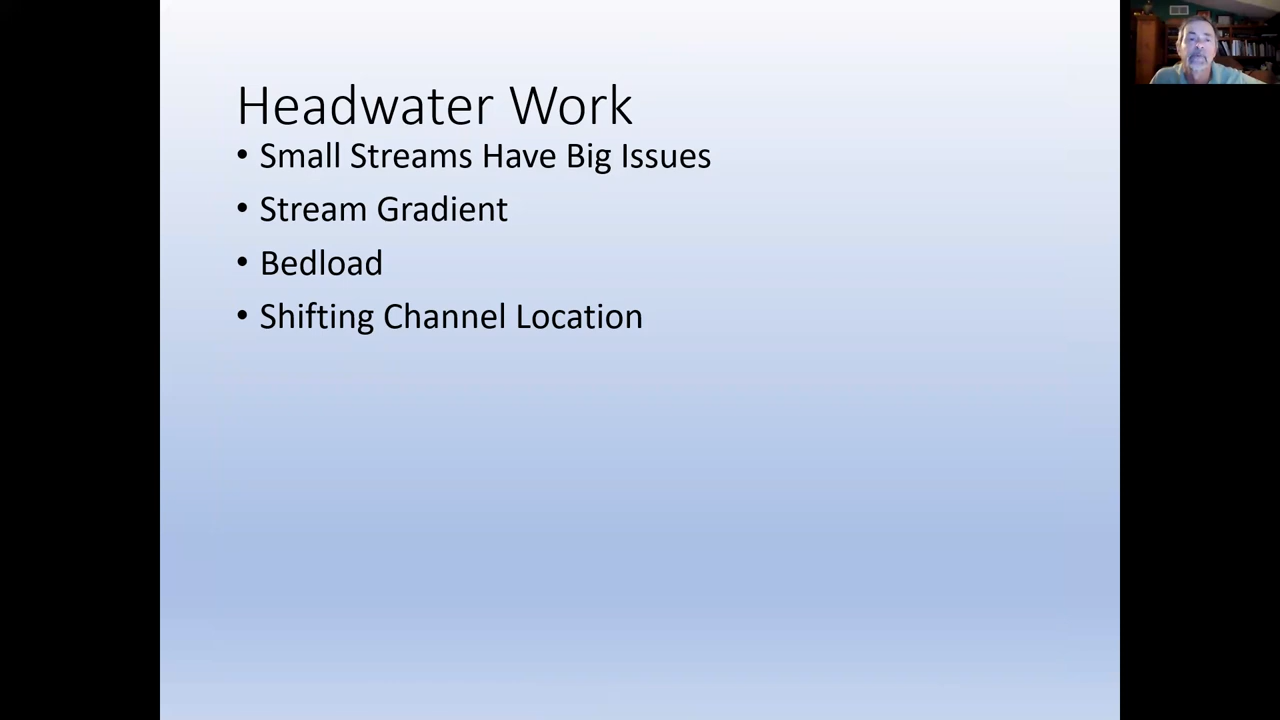 Headwater Work
• Small Streams Have Big Issues
• Stream Gradient
• Bedload
• Shifting Channel Location